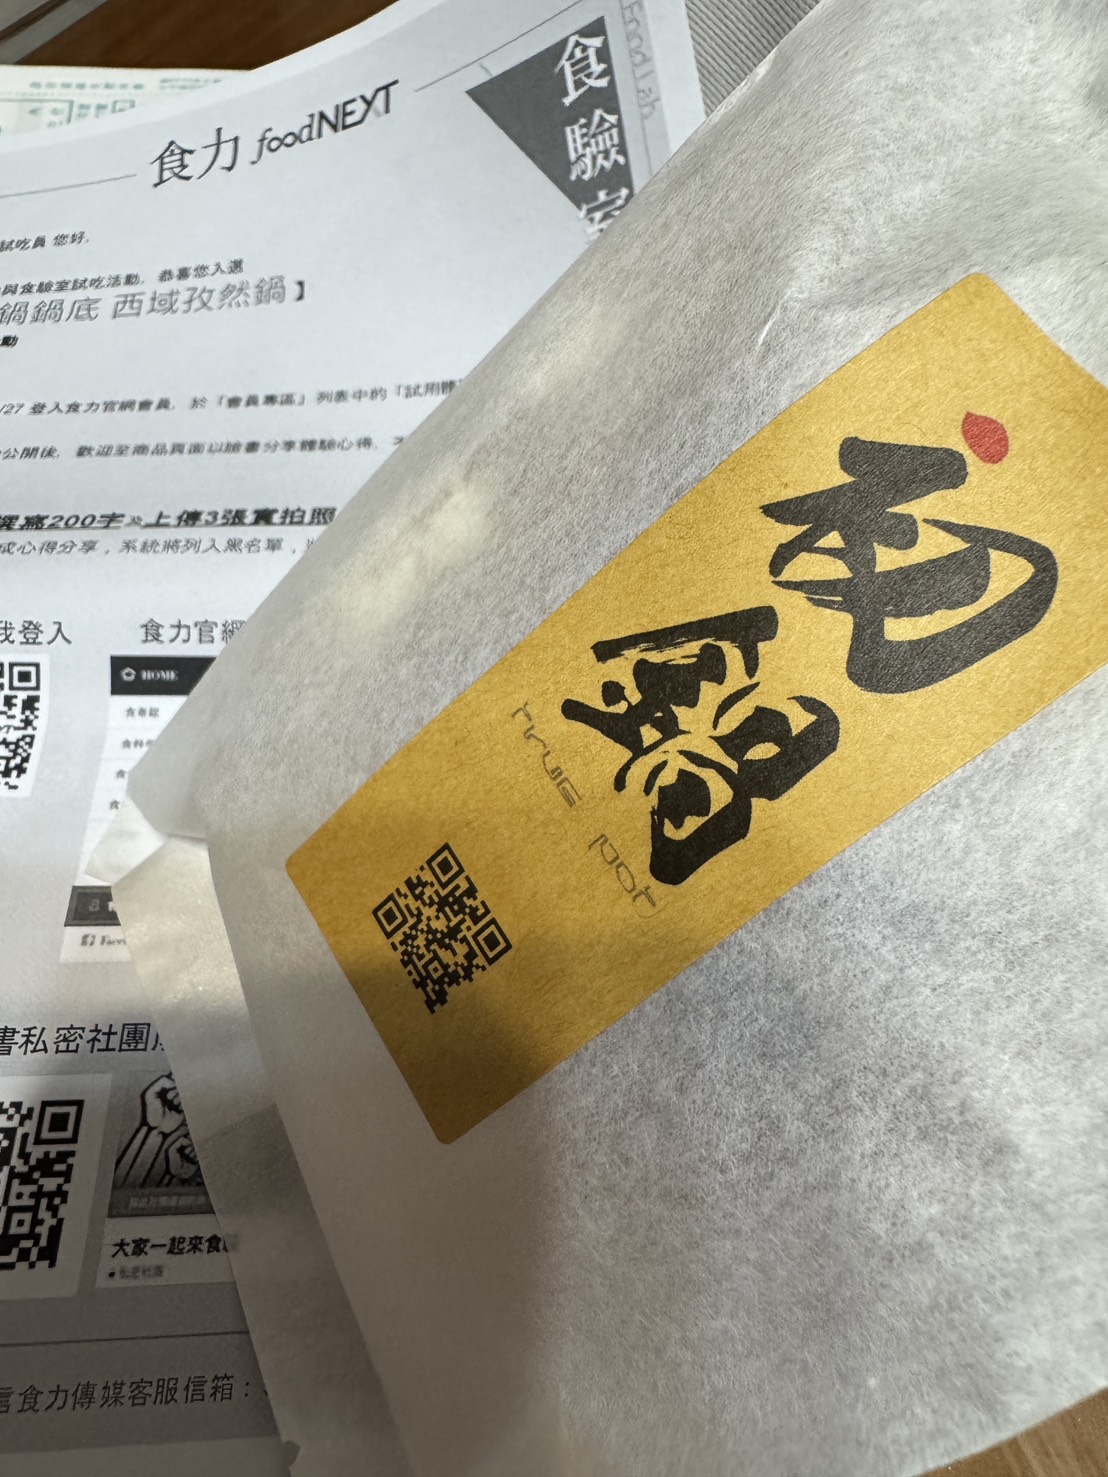 食力 foodNEXT
食驗室
Food Lab
試吃員 您好,
與食驗室試吃活動, 恭喜您入選
鍋鍋底 西域孜然鍋】
動
/27 登入食力官網會員, 於「會員專區」列表中的「試用體
公開後, 歡迎至商品頁面以臉書分享體驗心得,
撰寫200字及上傳3張實拍照
成心得分享，系統將列入黑名單，
我登入
食力官網
HOME
書私密社團
大家一起來食
私密社團
言食力傳媒客服信箱：
鍋
Pot